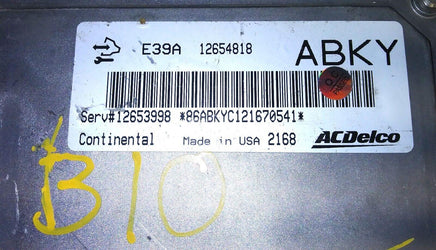 E39A 12654818 ABKY
Serv#12653998 *86ABKYC121670541*
Continental Made in USA 2168 ACDelco
B10